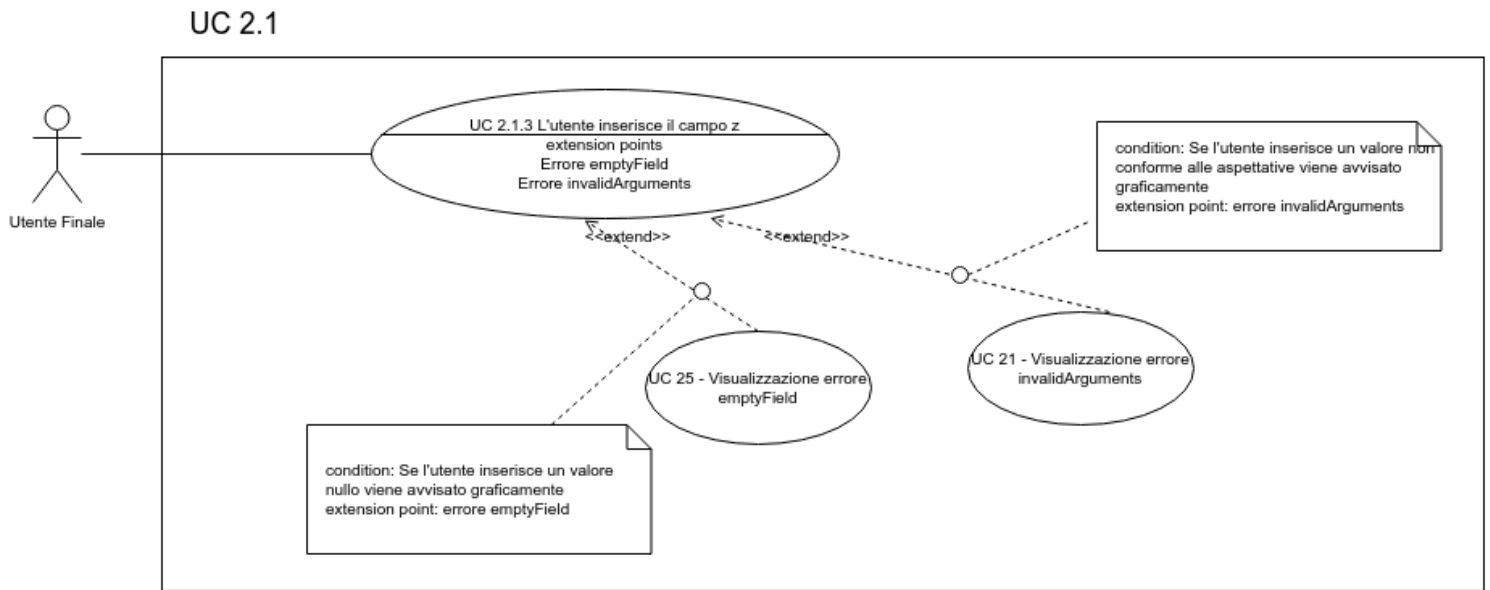 UC 2.1
Utente Finale
UC 2.1.3 L'utente inserisce il campo z
extension points
Errore emptyField
Errore invalidArguments
condition: Se l'utente inserisce un valore non
conforme alle aspettative viene avvisato
graficamente
extension point: errore invalidArguments
<<extend>>
<<extend>>
UC 25 - Visualizzazione errore
emptyField
UC 21 - Visualizzazione errore
invalidArguments
condition: Se l'utente inserisce un valore
nullo viene avvisato graficamente
extension point: errore emptyField